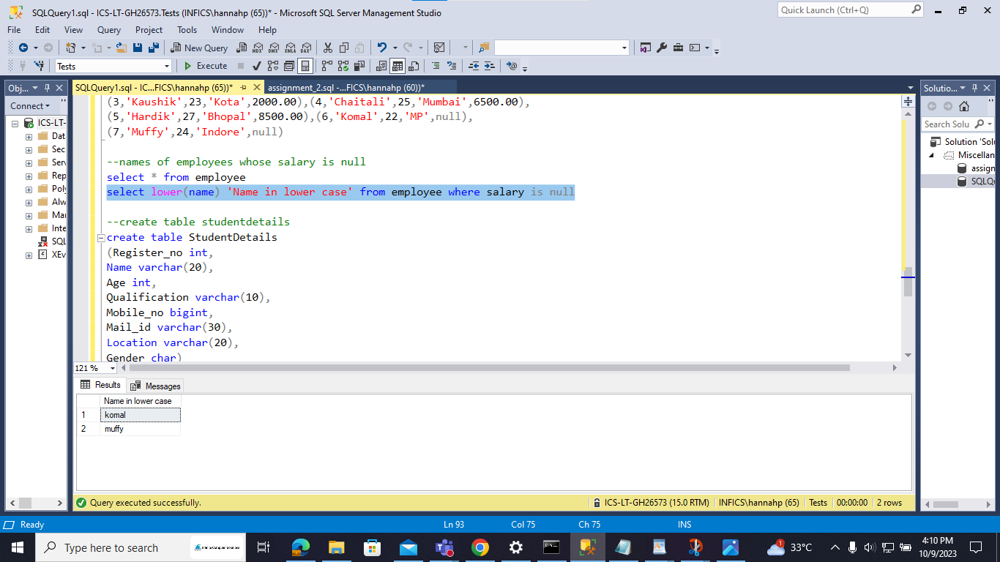 SQLQuery1.sql - ICS-LT-GH26573.Tests (INFICS\hannahp (65))* - Microsoft SQL Server Management Studio
Quick Launch (Ctrl+Q)
File Edit View Query Project Tools Window Help
New Query MDX DMX XMLA DAX
Tests Execute
Obj...
SQLQuery1.sql - IC...FICS\hannahp (65))*
assignment_2.sql -...FICS\hannahp (60))*
Solutio...
Connect
ICS-LT-
Dat
Sec
Serv
Rep
Poly
Alw
Mar
Inte
SQL
XEv
(3,'Kaushik',23,'Kota',2000.00),(4,'Chaitali',25,'Mumbai',6500.00),
(5,'Hardik',27,'Bhopal',8500.00),(6,'Komal',22,'MP',null),
(7,'Muffy',24,'Indore',null)
--names of employees whose salary is null
select * from employee
select lower(name) 'Name in lower case' from employee where salary is null
--create table studentdetails
create table StudentDetails
(Register_no int,
Name varchar(20),
Age int,
Qualification varchar(10),
Mobile_no bigint,
Mail_id varchar(30),
Location varchar(20),
Gender char)
121 %
Search Solu
Solution 'Solu
Miscellan
assign
SQLQu
Results Messages
Name in lower case
1 komal
2 muffy
Query executed successfully.
ICS-LT-GH26573 (15.0 RTM) INFICS\hannahp (65) Tests 00:00:00 2 rows
Ready Ln 93 Col 75 Ch 75 INS
Type here to search
Infinite Computer Solutions
1
33°C
4:10 PM
10/9/2023